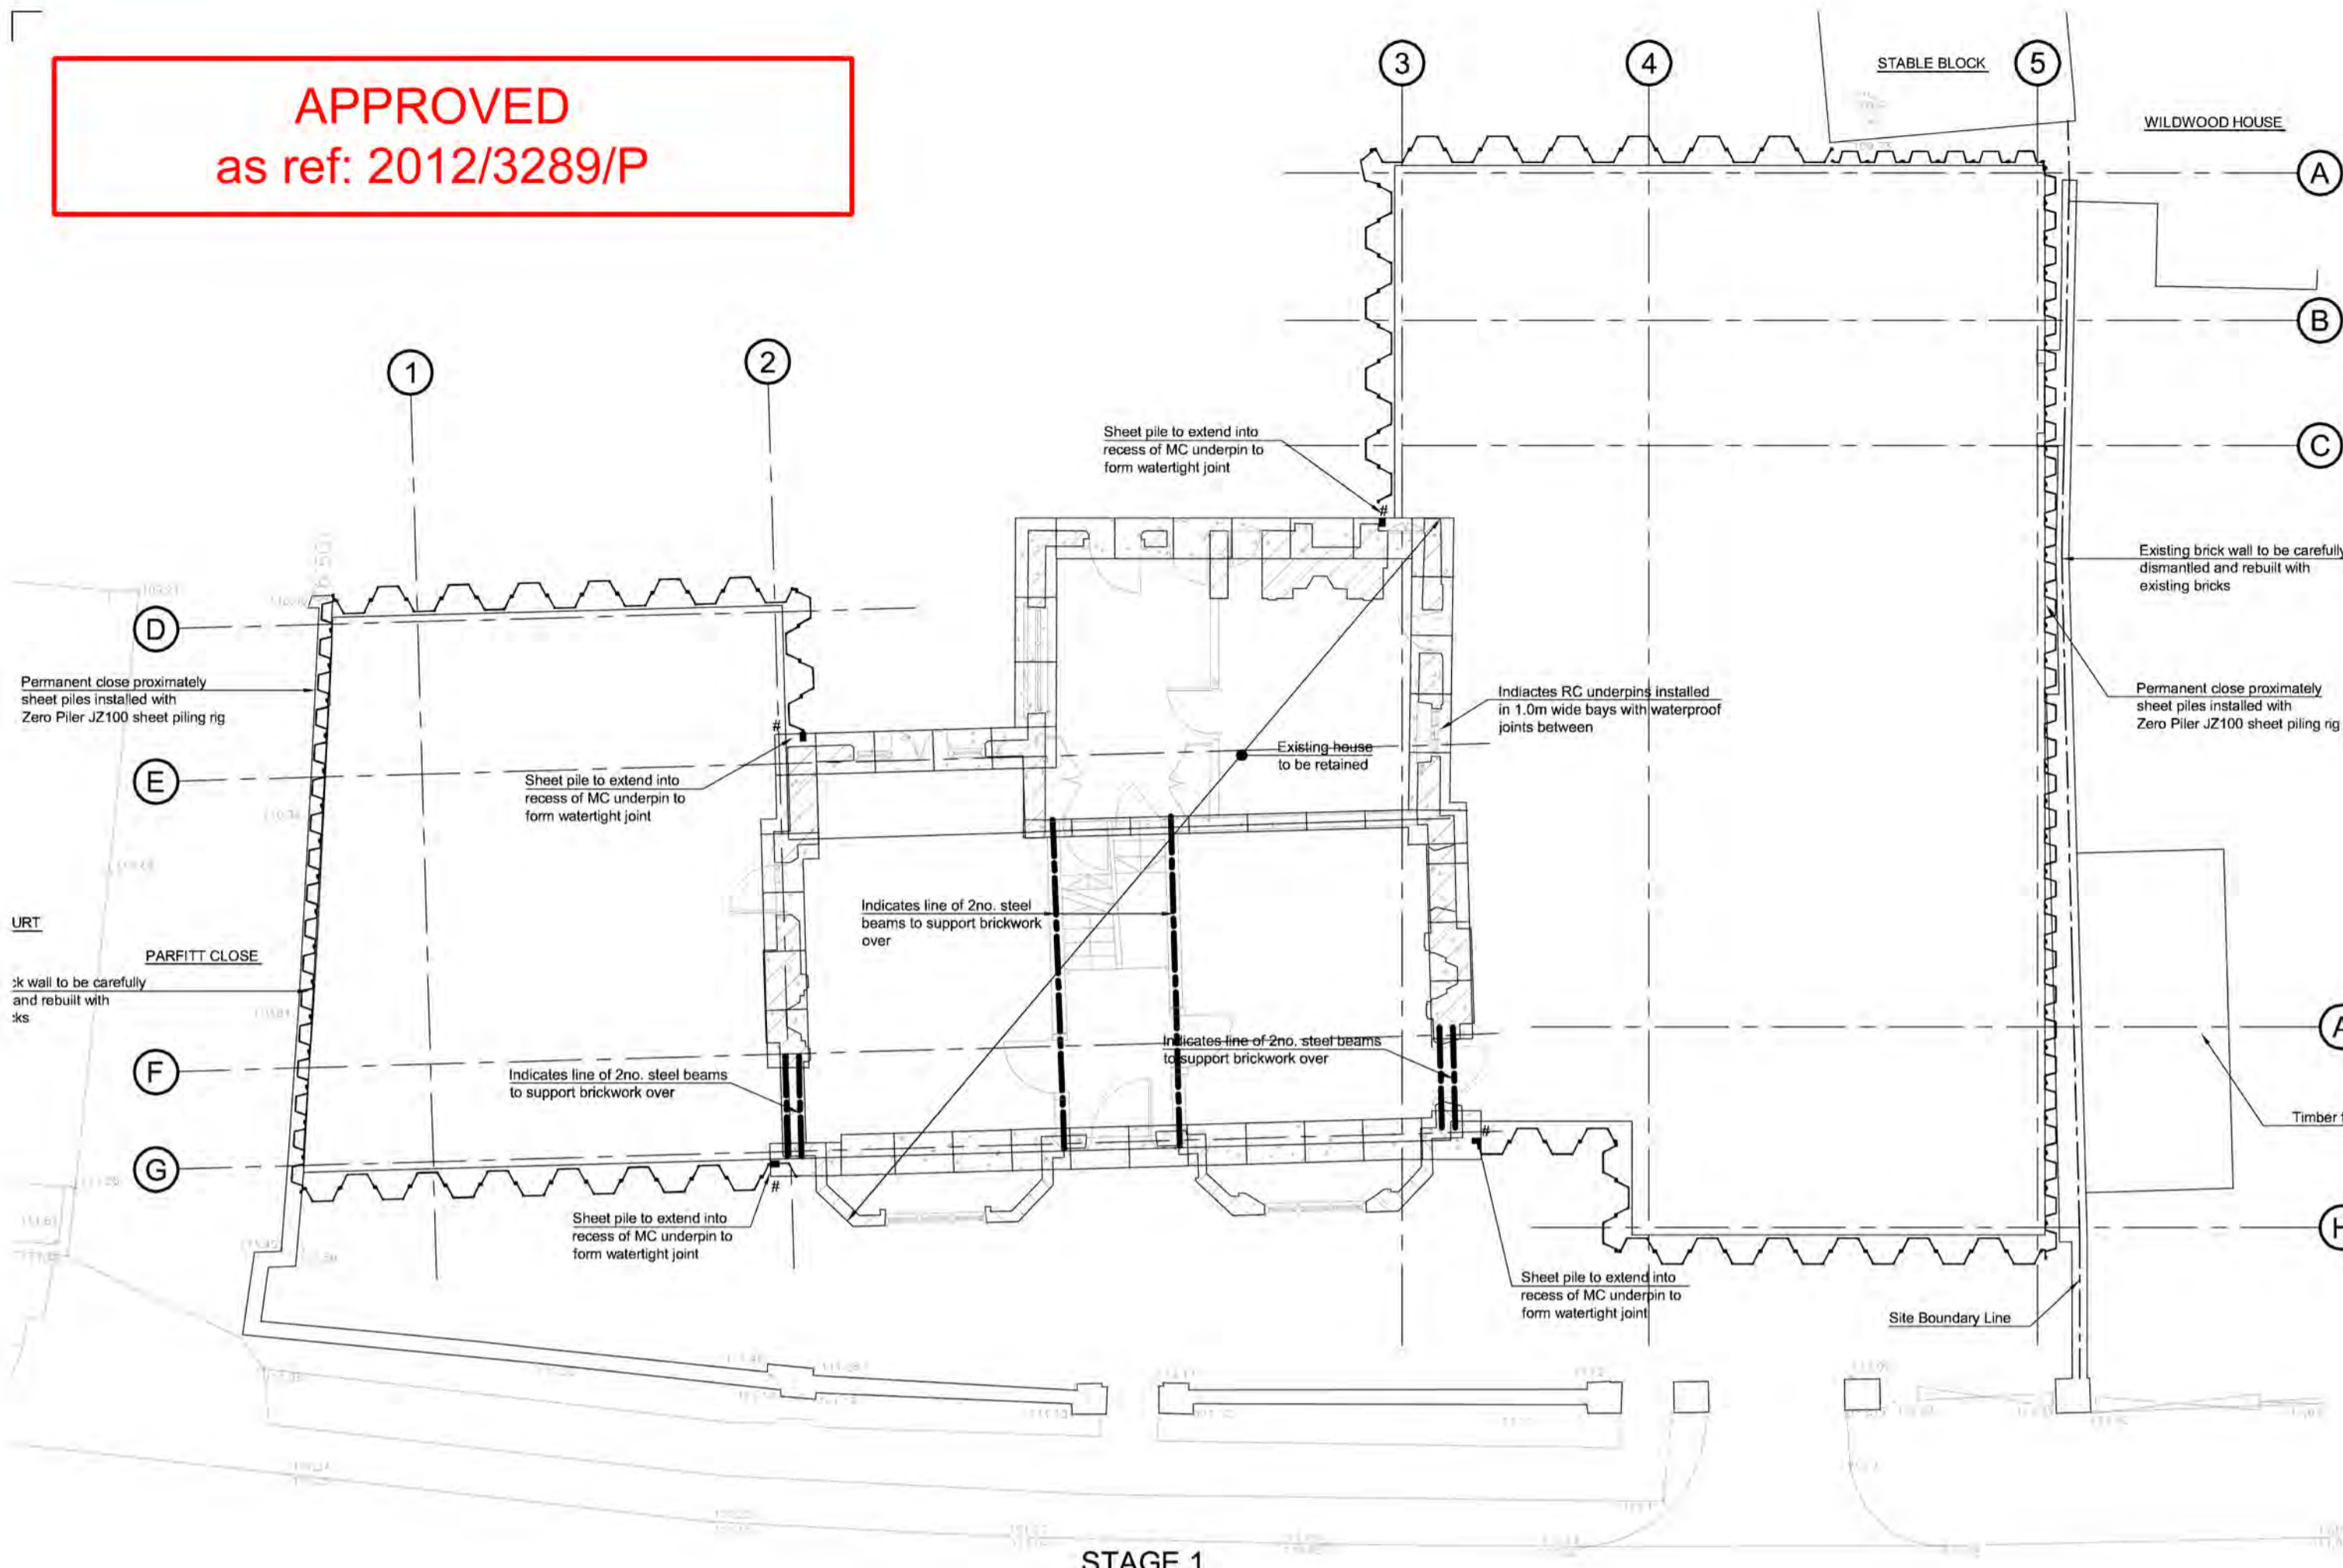 APPROVED
as ref: 2012/3289/P
3
4
5
STABLE BLOCK
WILDWOOD HOUSE
A
B
1
2
Sheet pile to extend into
recess of MC underpin to
form watertight joint
C
#
Existing brick wall to be carefully
dismantled and rebuilt with
existing bricks
D
Permanent close proximately
sheet piles installed with
Zero Piler JZ100 sheet piling rig
Indiactes RC underpins installed
in 1.0m wide bays with waterproof
joints between
Permanent close proximately
sheet piles installed with
Zero Piler JZ100 sheet piling rig
#
Existing house
to be retained
E
Sheet pile to extend into
recess of MC underpin to
form watertight joint
Indicates line of 2no. steel
beams to support brickwork
over
URT
PARFITT CLOSE
ck wall to be carefully
and rebuilt with
cks
A
F
Indicates line of 2no. steel beams
to support brickwork over
Indicates line of 2no. steel beams
to support brickwork over
Timber
G
#
#
Sheet pile to extend into
recess of MC underpin to
form watertight joint
H
Sheet pile to extend into
recess of MC underpin to
form watertight joint
Site Boundary Line
STAGE 1